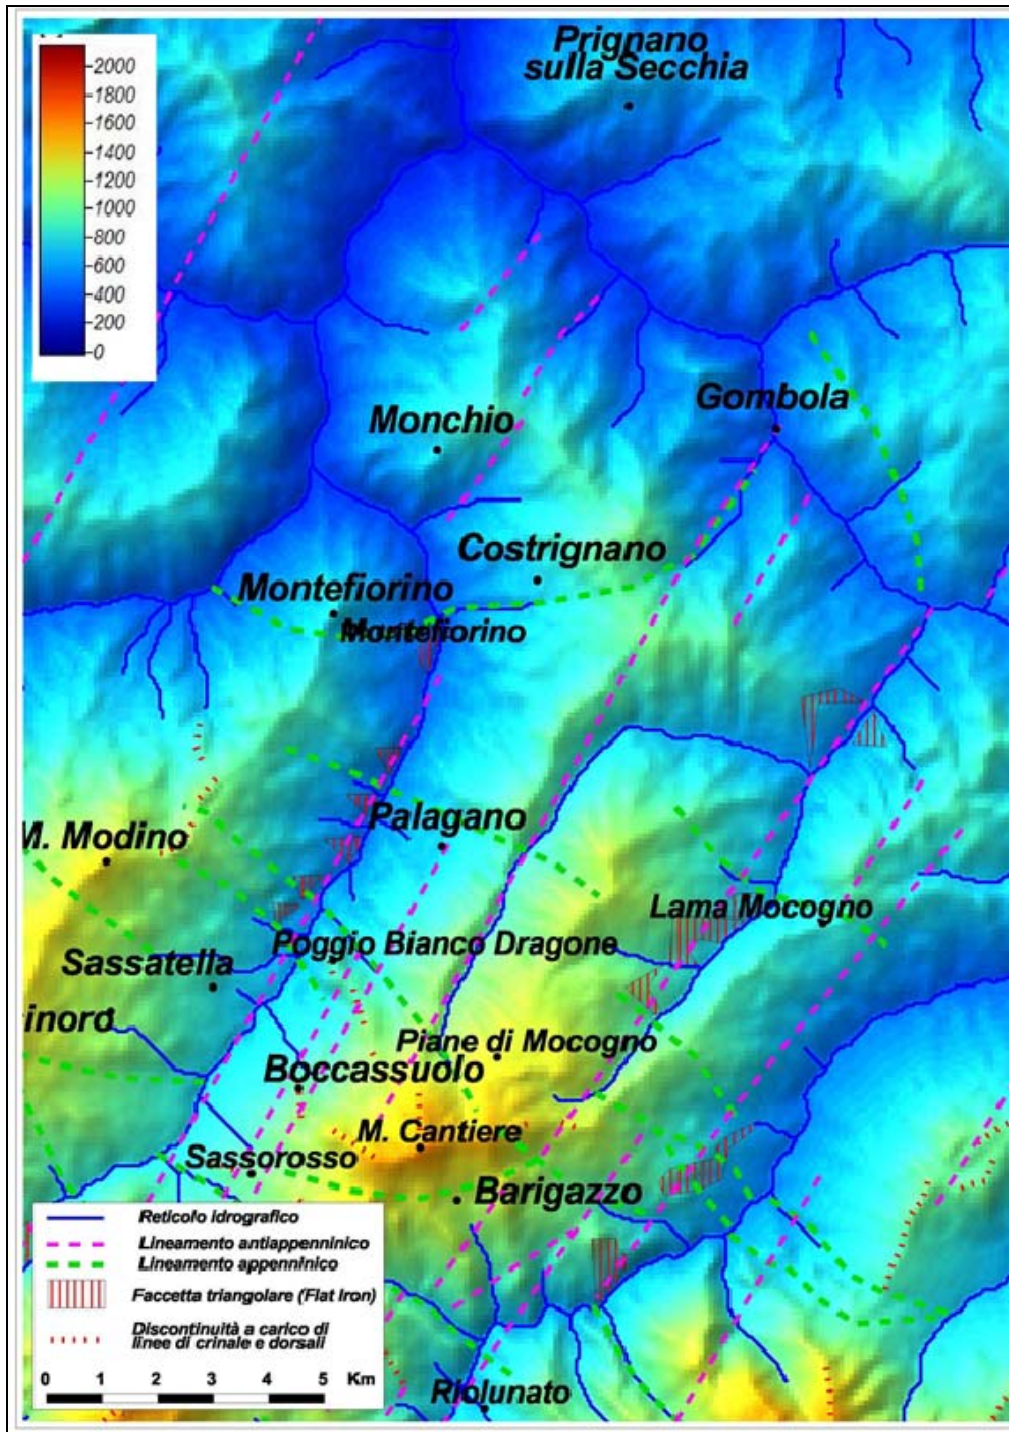 Prignano
sulla Secchia
2000
1800
1600
1400
1200
1000
800
600
400
200
0
Gombola
Monchio
Costrignano
Montefiorino
Montefiorino
Palagano
M. Modino
Lama Mocogno
Poggio Bianco Dragone
Sassatella
inord
Piane di Mocogno
Boccassuolo
M. Cantiere
Sassorosso
Barigazzo
Reticolo idrografico
Lineamento antiappenninico
Lineamento appenninico
Faccetta triangolare ('Flat Iron)
Discontinuità a carico di
linee di crinale e dorsali
0 1 2 3 4 5 Km
Riolunato